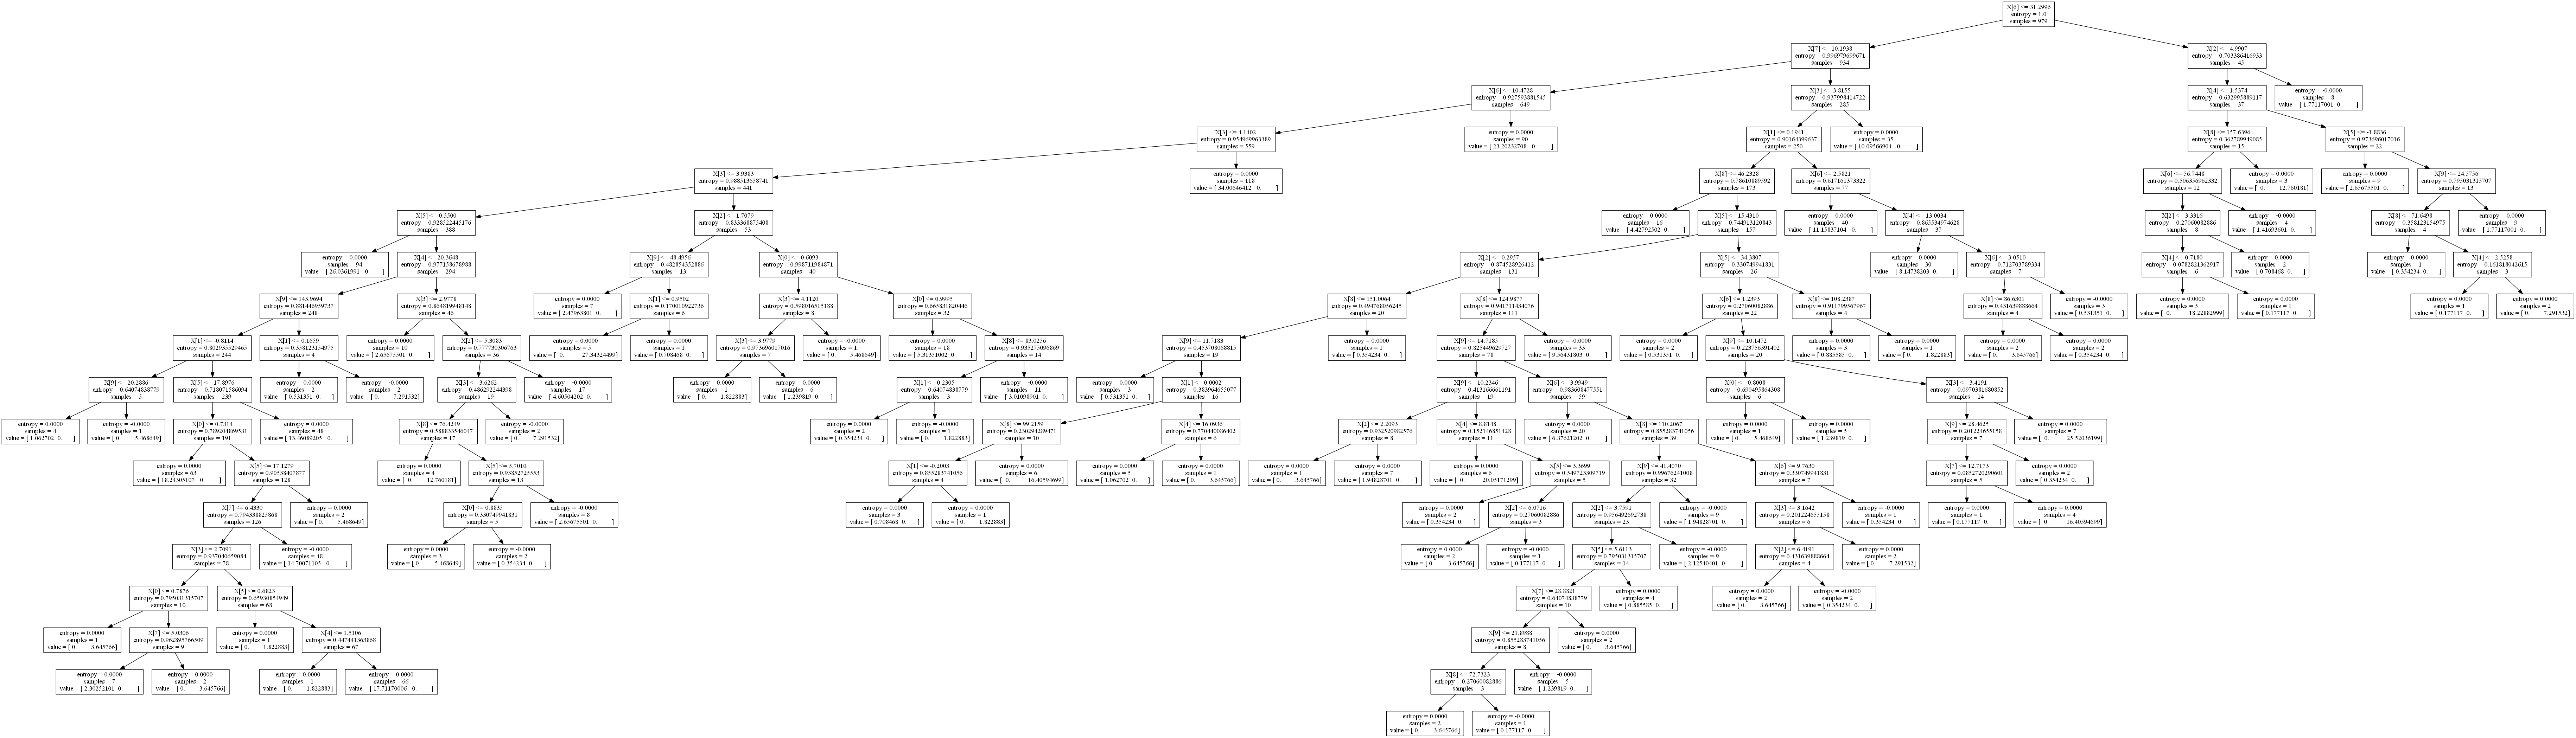 X[6] <= 31.2996
entropy = 1.0
samples = 979
X[7] <= 10.1938
entropy = 0.996979699671
samples = 934
X[2] <= 4.9907
entropy = 0.703386416933
samples = 45
X[6] <= 10.4728
entropy = 0.927593881545
samples = 649
X[3] <= 3.8155
entropy = 0.937998414722
samples = 285
X[4] <= 1.5374
entropy = 0.632995889117
samples = 37
entropy = -0.0000
samples = 8
value = [ 1.77117001 0. ]
X[3] <= 4.1402
entropy = 0.954969963389
samples = 559
entropy = 0.0000
samples = 90
value = [ 23.20232708 0. ]
X[1] <= 0.1941
entropy = 0.90164399637
samples = 250
entropy = 0.0000
samples = 35
value = [ 10.09566904 0. ]
X[8] <= 157.6396
entropy = 0.362789949085
samples = 15
X[5] <= -1.8836
entropy = 0.973696017016
samples = 22
X[3] <= 3.9383
entropy = 0.988513658741
samples = 441
entropy = 0.0000
samples = 118
value = [ 34.00646412 0. ]
X[8] <= 46.2328
entropy = 0.78610889592
samples = 173
X[6] <= 2.5821
entropy = 0.617161373322
samples = 77
X[6] <= 56.7448
entropy = 0.506356962332
samples = 12
entropy = 0.0000
samples = 3
value = [ 0. 12.760181]
entropy = 0.0000
samples = 9
value = [ 2.65675501 0. ]
X[9] <= 24.5756
entropy = 0.795031315707
samples = 13
X[5] <= 0.5500
entropy = 0.928522445176
samples = 388
X[2] <= 1.7079
entropy = 0.833368875408
samples = 53
entropy = 0.0000
samples = 16
value = [ 4.42792502 0. ]
X[5] <= 15.4310
entropy = 0.744913120843
samples = 157
entropy = 0.0000
samples = 40
value = [ 11.15837104 0. ]
X[4] <= 13.0034
entropy = 0.865534974628
samples = 37
X[2] <= 3.3316
entropy = 0.27060082886
samples = 8
entropy = -0.0000
samples = 4
value = [ 1.41693601 0. ]
X[8] <= 71.6498
entropy = 0.358123154975
samples = 4
entropy = 0.0000
samples = 9
value = [ 1.77117001 0. ]
entropy = 0.0000
samples = 94
value = [ 26.0361991 0. ]
X[4] <= 20.3648
entropy = 0.977158678988
samples = 294
X[9] <= 48.4956
entropy = 0.482854352886
samples = 13
X[0] <= 0.6093
entropy = 0.998711984871
samples = 40
X[2] <= 0.2957
entropy = 0.874528926412
samples = 131
X[5] <= 34.3807
entropy = 0.330749941831
samples = 26
entropy = 0.0000
samples = 30
value = [ 8.14738203 0. ]
X[6] <= 3.0510
entropy = 0.712703789334
samples = 7
X[4] <= 0.7180
entropy = 0.0782821362917
samples = 6
entropy = 0.0000
samples = 2
value = [ 0.708468 0. ]
entropy = 0.0000
samples = 1
value = [ 0.354234 0. ]
X[4] <= 2.5258
entropy = 0.161818042615
samples = 3
X[9] <= 143.9694
entropy = 0.881446959737
samples = 248
X[3] <= 2.9778
entropy = 0.864819948148
samples = 46
entropy = 0.0000
samples = 7
value = [ 2.47963801 0. ]
X[1] <= 0.9502
entropy = 0.170010922736
samples = 6
X[3] <= 4.1120
entropy = 0.598016515188
samples = 8
X[0] <= 0.9995
entropy = 0.665831820446
samples = 32
X[8] <= 151.0064
entropy = 0.494768056245
samples = 20
X[8] <= 124.9877
entropy = 0.941711434076
samples = 111
X[6] <= 1.2393
entropy = 0.27060082886
samples = 22
X[8] <= 108.2387
entropy = 0.911799567967
samples = 4
X[8] <= 86.6301
entropy = 0.431639888664
samples = 4
entropy = -0.0000
samples = 3
value = [ 0.531351 0. ]
entropy = 0.0000
samples = 5
value = [ 0. 18.22882999]
entropy = 0.0000
samples = 1
value = [ 0.177117 0. ]
entropy = 0.0000
samples = 1
value = [ 0.177117 0. ]
entropy = 0.0000
samples = 2
value = [ 0. 7.291532]
X[1] <= -0.8114
entropy = 0.802935529465
samples = 244
X[1] <= 0.1659
entropy = 0.358123154975
samples = 4
entropy = 0.0000
samples = 10
value = [ 2.65675501 0. ]
X[2] <= 5.3083
entropy = 0.777730306763
samples = 36
entropy = 0.0000
samples = 5
value = [ 0. 27.34324499]
entropy = 0.0000
samples = 1
value = [ 0.708468 0. ]
X[3] <= 3.9779
entropy = 0.973696017016
samples = 7
entropy = -0.0000
samples = 1
value = [ 0. 5.468649]
entropy = 0.0000
samples = 18
value = [ 5.31351002 0. ]
X[8] <= 83.0256
entropy = 0.935275096869
samples = 14
X[9] <= 11.7183
entropy = 0.453708068815
samples = 19
entropy = 0.0000
samples = 1
value = [ 0.354234 0. ]
X[9] <= 14.7185
entropy = 0.825449629727
samples = 78
entropy = -0.0000
samples = 33
value = [ 9.56431803 0. ]
entropy = 0.0000
samples = 2
value = [ 0.531351 0. ]
X[9] <= 10.1472
entropy = 0.223756391402
samples = 20
entropy = 0.0000
samples = 3
value = [ 0.885585 0. ]
entropy = 0.0000
samples = 1
value = [ 0. 1.822883]
entropy = 0.0000
samples = 2
value = [ 0. 3.645766]
entropy = 0.0000
samples = 2
value = [ 0.354234 0. ]
X[9] <= 20.2886
entropy = 0.64074838779
samples = 5
X[5] <= 17.8976
entropy = 0.718071586094
samples = 239
entropy = 0.0000
samples = 2
value = [ 0.531351 0. ]
entropy = -0.0000
samples = 2
value = [ 0. 7.291532]
X[3] <= 3.6262
entropy = 0.486292244398
samples = 19
entropy = -0.0000
samples = 17
value = [ 4.60504202 0. ]
entropy = 0.0000
samples = 1
value = [ 0. 1.822883]
entropy = 0.0000
samples = 6
value = [ 1.239819 0. ]
X[1] <= 0.2305
entropy = 0.64074838779
samples = 3
entropy = -0.0000
samples = 11
value = [ 3.01098901 0. ]
entropy = 0.0000
samples = 3
value = [ 0.531351 0. ]
X[1] <= 0.0002
entropy = 0.383964655077
samples = 16
X[9] <= 10.2346
entropy = 0.413166661191
samples = 19
X[6] <= 3.9949
entropy = 0.983608477551
samples = 59
X[0] <= 0.8008
entropy = 0.690495864308
samples = 6
X[3] <= 3.4191
entropy = 0.0970381680852
samples = 14
entropy = 0.0000
samples = 4
value = [ 1.062702 0. ]
entropy = -0.0000
samples = 1
value = [ 0. 5.468649]
X[0] <= 0.7314
entropy = 0.789204869531
samples = 191
entropy = 0.0000
samples = 48
value = [ 13.46089205 0. ]
X[8] <= 76.4249
entropy = 0.588833546047
samples = 17
entropy = -0.0000
samples = 2
value = [ 0. 7.291532]
entropy = 0.0000
samples = 2
value = [ 0.354234 0. ]
entropy = -0.0000
samples = 1
value = [ 0. 1.822883]
X[8] <= 99.2159
entropy = 0.230294289471
samples = 10
X[4] <= 16.0936
entropy = 0.770440086402
samples = 6
X[2] <= 2.2093
entropy = 0.932520982576
samples = 8
X[4] <= 8.8148
entropy = 0.152146851428
samples = 11
entropy = 0.0000
samples = 20
value = [ 6.37621202 0. ]
X[8] <= 110.2067
entropy = 0.855283741056
samples = 39
entropy = 0.0000
samples = 1
value = [ 0. 5.468649]
entropy = 0.0000
samples = 5
value = [ 1.239819 0. ]
X[9] <= 28.4625
entropy = 0.201224655158
samples = 7
entropy = 0.0000
samples = 7
value = [ 0. 25.52036199]
entropy = 0.0000
samples = 63
value = [ 18.24305107 0. ]
X[5] <= 17.1279
entropy = 0.90538407877
samples = 128
entropy = 0.0000
samples = 4
value = [ 0. 12.760181]
X[5] <= 5.7010
entropy = 0.93852725553
samples = 13
X[1] <= -0.2003
entropy = 0.855283741056
samples = 4
entropy = 0.0000
samples = 6
value = [ 0. 16.40594699]
entropy = 0.0000
samples = 5
value = [ 1.062702 0. ]
entropy = 0.0000
samples = 1
value = [ 0. 3.645766]
entropy = 0.0000
samples = 1
value = [ 0. 3.645766]
entropy = 0.0000
samples = 7
value = [ 1.94828701 0. ]
entropy = 0.0000
samples = 6
value = [ 0. 20.05171299]
X[5] <= 3.3699
entropy = 0.549723309719
samples = 5
X[9] <= 41.4070
entropy = 0.99676241008
samples = 32
X[6] <= 9.7630
entropy = 0.330749941831
samples = 7
X[7] <= 12.7173
entropy = 0.0852720290601
samples = 5
entropy = 0.0000
samples = 2
value = [ 0.354234 0. ]
X[7] <= 6.4330
entropy = 0.794338825868
samples = 126
entropy = 0.0000
samples = 2
value = [ 0. 5.468649]
X[0] <= 0.8835
entropy = 0.330749941831
samples = 5
entropy = -0.0000
samples = 8
value = [ 2.65675501 0. ]
entropy = 0.0000
samples = 3
value = [ 0.708468 0. ]
entropy = 0.0000
samples = 1
value = [ 0. 1.822883]
entropy = 0.0000
samples = 2
value = [ 0.354234 0. ]
X[2] <= 6.0716
entropy = 0.27060082886
samples = 3
X[2] <= 3.7591
entropy = 0.956492692738
samples = 23
entropy = -0.0000
samples = 9
value = [ 1.94828701 0. ]
X[3] <= 3.1642
entropy = 0.201224655158
samples = 6
entropy = -0.0000
samples = 1
value = [ 0.354234 0. ]
entropy = 0.0000
samples = 1
value = [ 0.177117 0. ]
entropy = 0.0000
samples = 4
value = [ 0. 16.40594699]
X[3] <= 2.7091
entropy = 0.937040659084
samples = 78
entropy = -0.0000
samples = 48
value = [ 14.70071105 0. ]
entropy = 0.0000
samples = 3
value = [ 0. 5.468649]
entropy = -0.0000
samples = 2
value = [ 0.354234 0. ]
entropy = 0.0000
samples = 2
value = [ 0. 3.645766]
entropy = -0.0000
samples = 1
value = [ 0.177117 0. ]
X[5] <= 5.6113
entropy = 0.795031315707
samples = 14
entropy = -0.0000
samples = 9
value = [ 2.12540401 0. ]
X[2] <= 6.4191
entropy = 0.431639888664
samples = 4
entropy = 0.0000
samples = 2
value = [ 0. 7.291532]
X[0] <= 0.7876
entropy = 0.795031315707
samples = 10
X[5] <= 0.6823
entropy = 0.65930854949
samples = 68
X[7] <= 28.8821
entropy = 0.64074838779
samples = 10
entropy = 0.0000
samples = 4
value = [ 0.885585 0. ]
entropy = 0.0000
samples = 2
value = [ 0. 3.645766]
entropy = -0.0000
samples = 2
value = [ 0.354234 0. ]
entropy = 0.0000
samples = 1
value = [ 0. 3.645766]
X[7] <= 5.0306
entropy = 0.962895766509
samples = 9
entropy = 0.0000
samples = 1
value = [ 0. 1.822883]
X[4] <= 1.5106
entropy = 0.447441363868
samples = 67
X[9] <= 21.8988
entropy = 0.855283741056
samples = 8
entropy = 0.0000
samples = 2
value = [ 0. 3.645766]
entropy = 0.0000
samples = 7
value = [ 2.30252101 0. ]
entropy = 0.0000
samples = 2
value = [ 0. 3.645766]
entropy = 0.0000
samples = 1
value = [ 0. 1.822883]
entropy = 0.0000
samples = 66
value = [ 17.71170006 0. ]
X[8] <= 72.7323
entropy = 0.27060082886
samples = 3
entropy = -0.0000
samples = 5
value = [ 1.239819 0. ]
entropy = 0.0000
samples = 2
value = [ 0. 3.645766]
entropy = -0.0000
samples = 1
value = [ 0.177117 0. ]